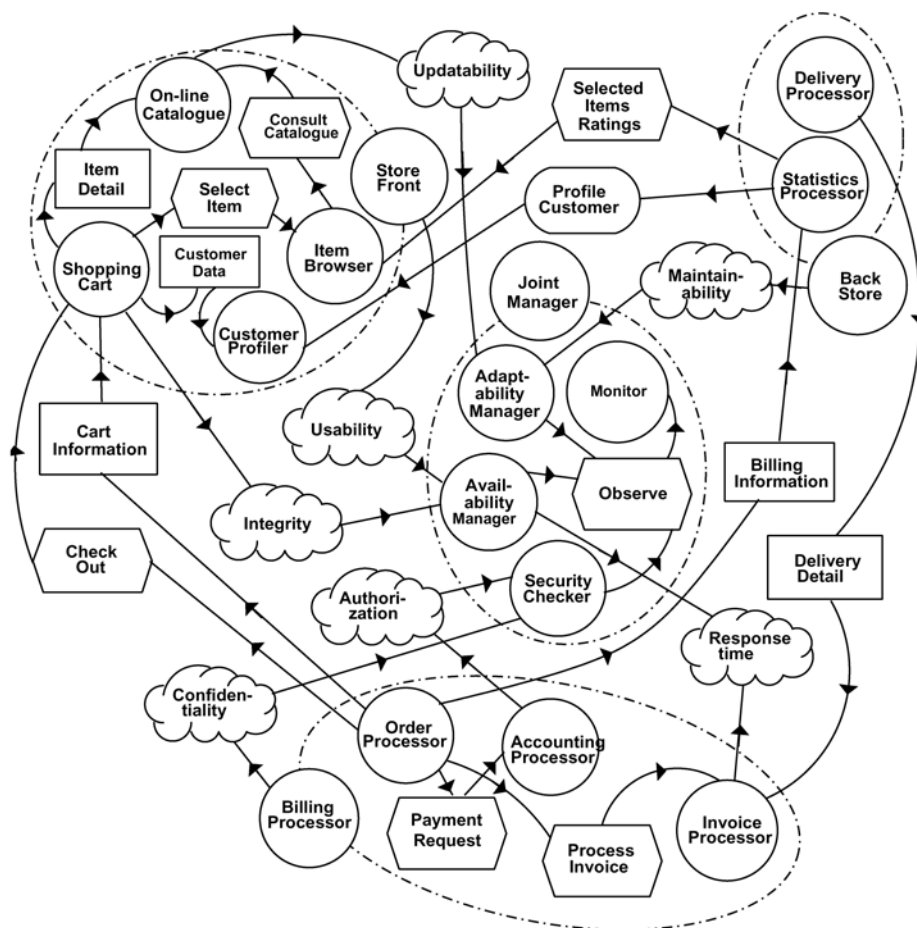 Updatability
Delivery
Processor
On-line
Catalogue
Selected
Items
Ratings
Consult
Catalogue
Item
Detail
Store
Front
Select
Item
Profile
Customer
Statistics
Processor
Shopping
Cart
Customer
Data
Item
Browser
Joint
Manager
Maintain-
ability
Back
Store
Customer
Profiler
Adapt-
ability
Manager
Monitor
Cart
Information
Usability
Billing
Information
Integrity
Avail-
ability
Manager
Observe
Check
Out
Delivery
Detail
Authori-
zation
Security
Checker
Response
time
Confiden-
tiality
Order
Processor
Accounting
Processor
Billing
Processor
Payment
Request
Process
Invoice
Invoice
Processor